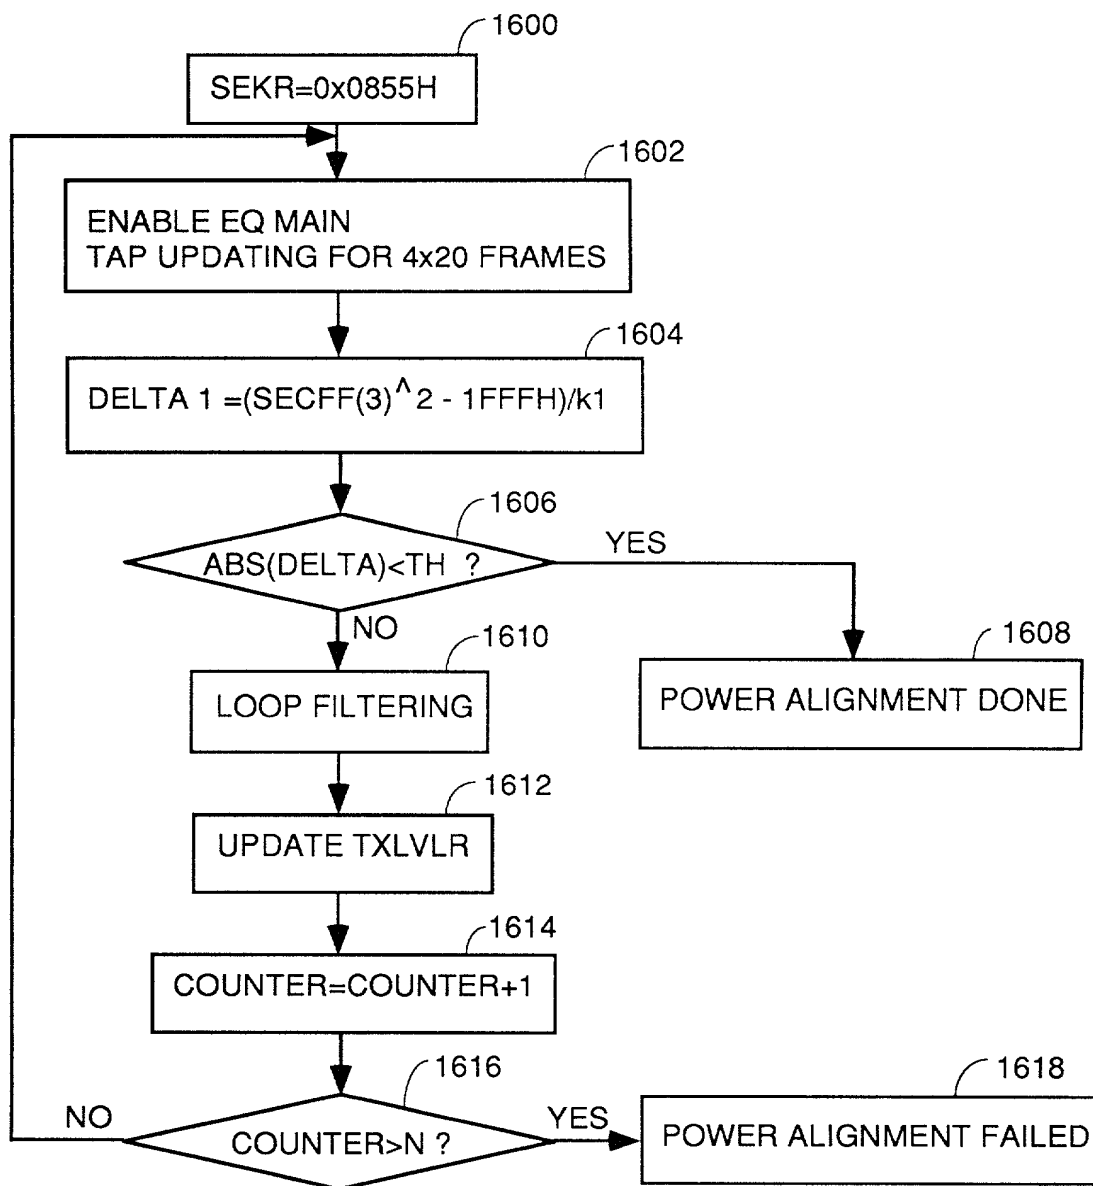 1600
SEKR=0x0855H
1602
ENABLE EQ MAIN
TAP UPDATING FOR 4x20 FRAMES
1604
DELTA 1 =(SECFF(3)^2 - 1FFFH)/k1
1606
ABS(DELTA)<TH ?
YES
NO
1608
POWER ALIGNMENT DONE
1610
LOOP FILTERING
1612
UPDATE TXLVLR
1614
COUNTER=COUNTER+1
1616
COUNTER>N ?
NO
YES
1618
POWER ALIGNMENT FAILED